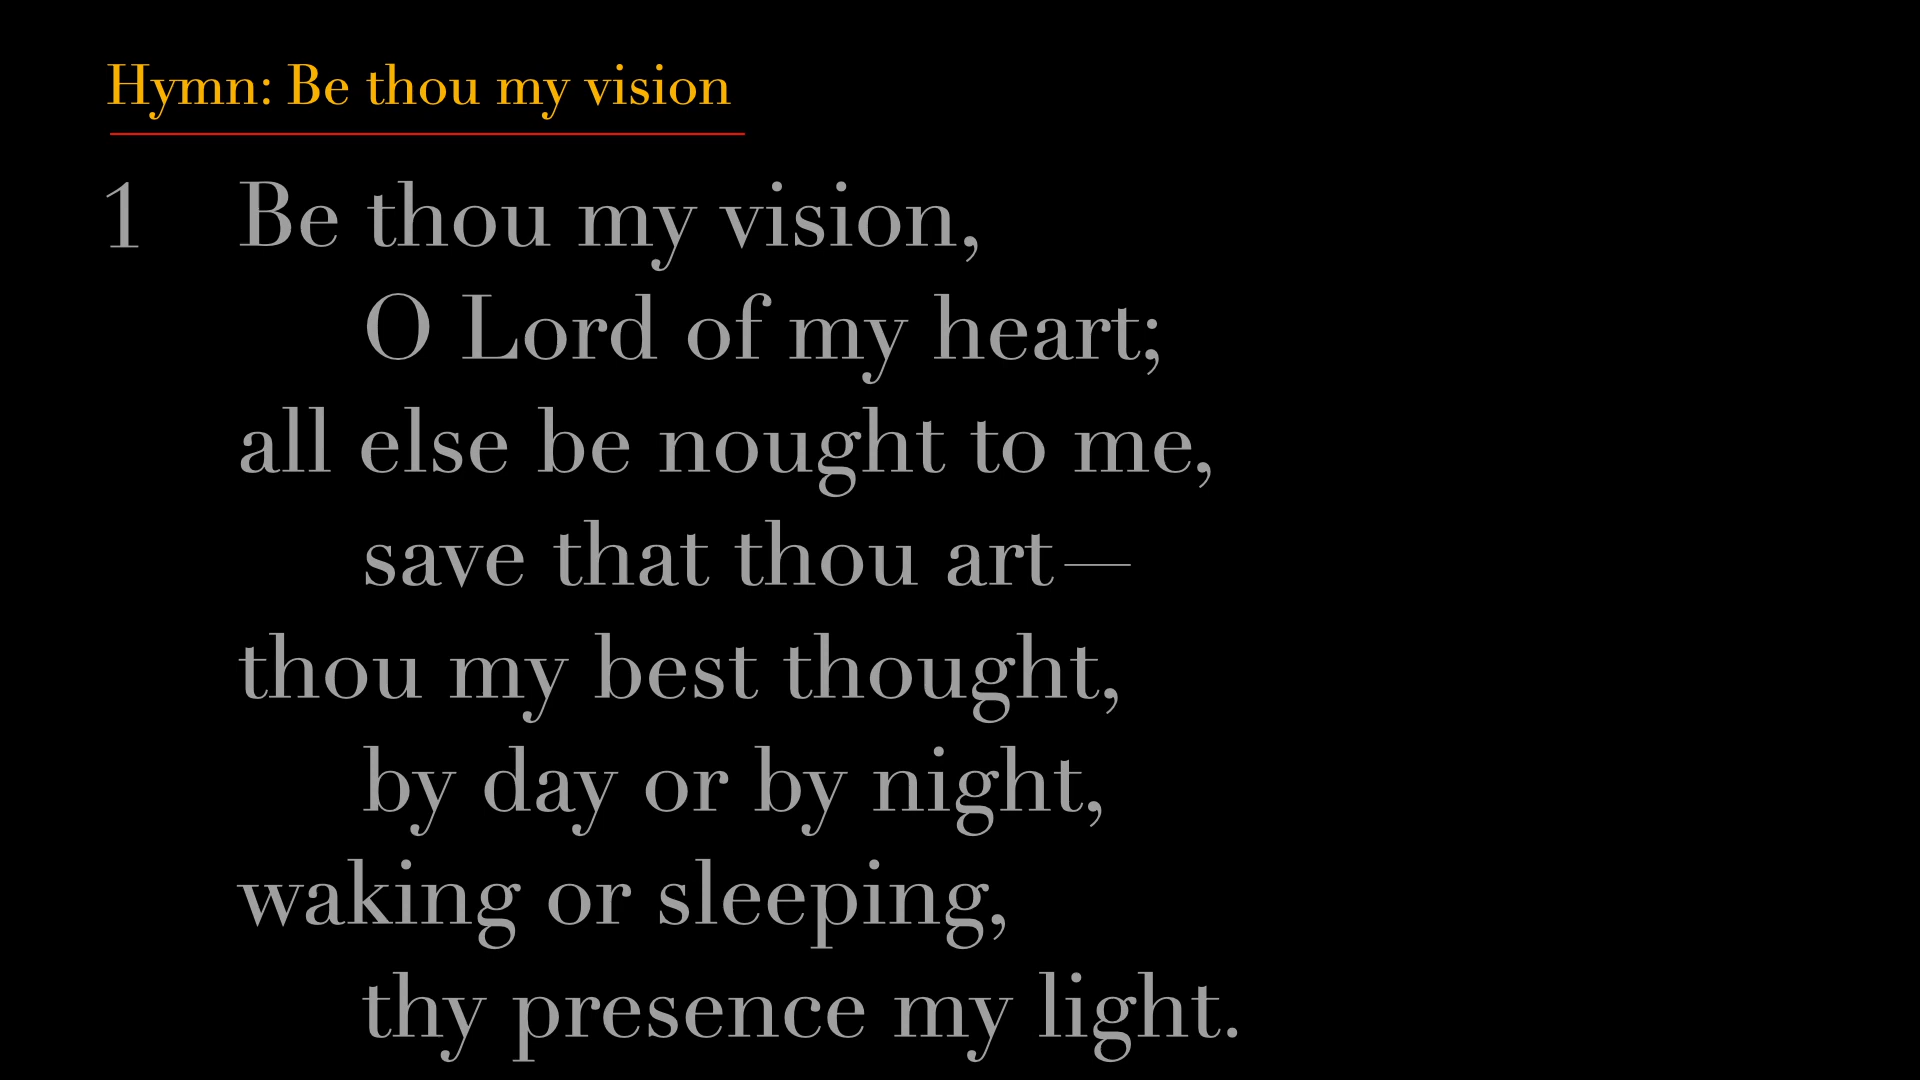 Hymn: Be thou my vision
1 Be thou my vision,
O Lord of my heart;
all else be nought to me,
save that thou art—
thou my best thought,
by day or by night,
waking or sleeping,
thy presence my light.